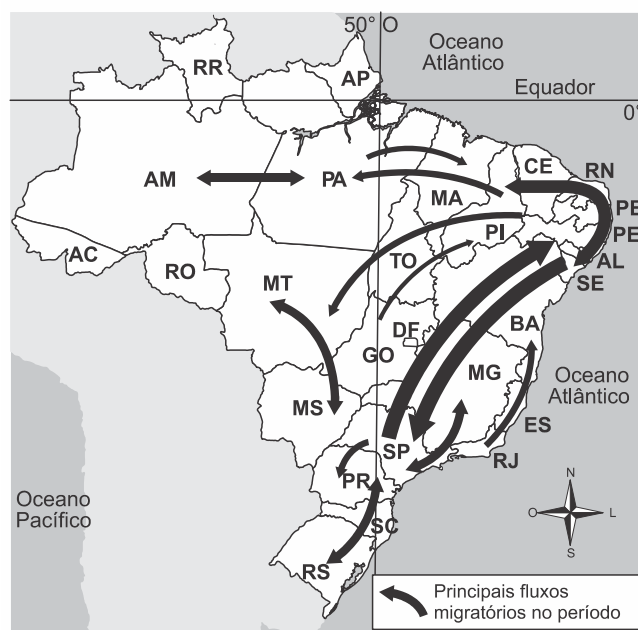 50° O
Oceano
Atlântico
RR
AP
Equador
0°
CE
RN
AM
PA
MA
PE
PI
PE
AC
TO
AL
RO
SE
MT
BA
DF
GO
MG
Oceano
Atlântico
MS
ES
SP
RJ
PR
Oceano
Pacífico
N
O
L
S
SC
RS
Principais fluxos
migratórios no período